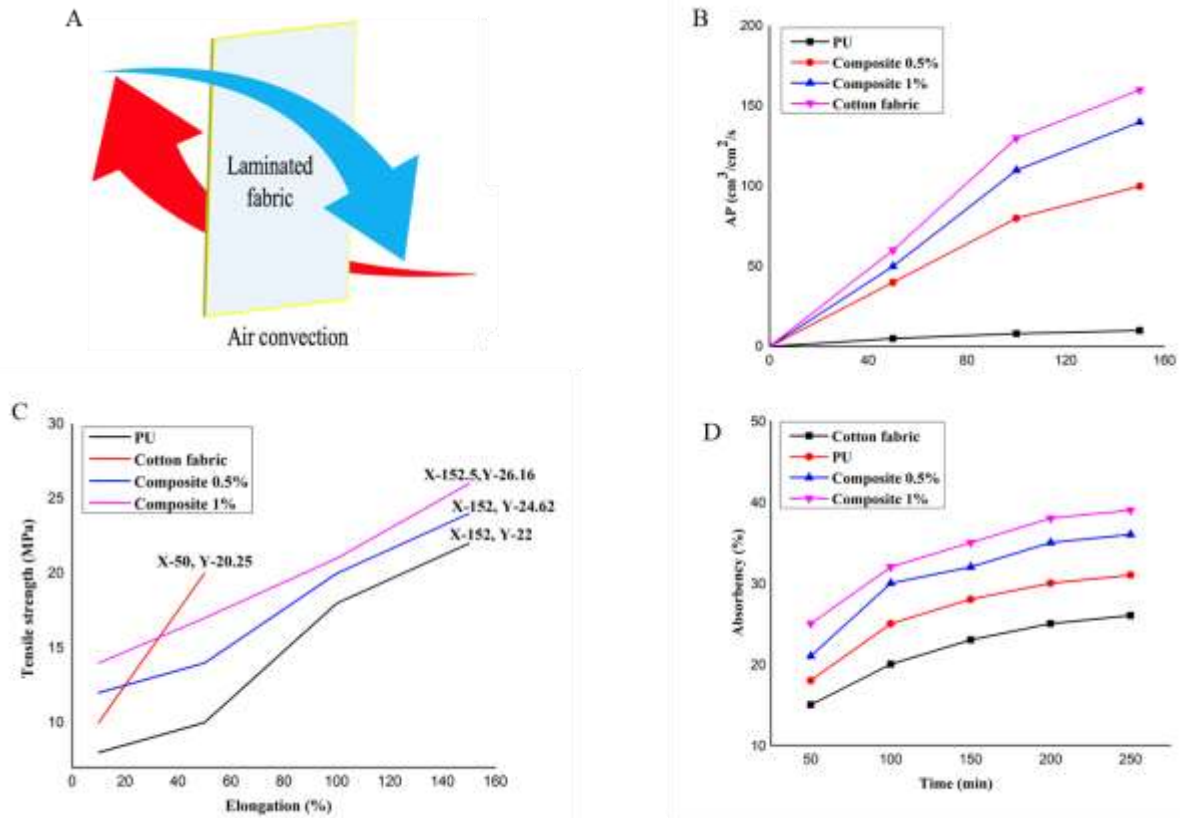 A
Laminated
fabric
Air convection
B
PU
Composite 0.5%
Composite 1%
Cotton fabric
AP (cm³/cm²/s)
200
150
100
50
0
0 40 80 120 160
C
PU
Cotton fabric
Composite 0.5%
Composite 1%
X-152.5,Y-26.16
X-152, Y-24.62
X-152, Y-22
X-50, Y-20.25
Tensile strength (MPa)
30
25
20
15
10
0 20 40 60 80 100 120 140 160
Elongation (%)
D
Cotton fabric
PU
Composite 0.5%
Composite 1%
Absorbency (%)
50
40
30
20
10
50 100 150 200 250
Time (min)